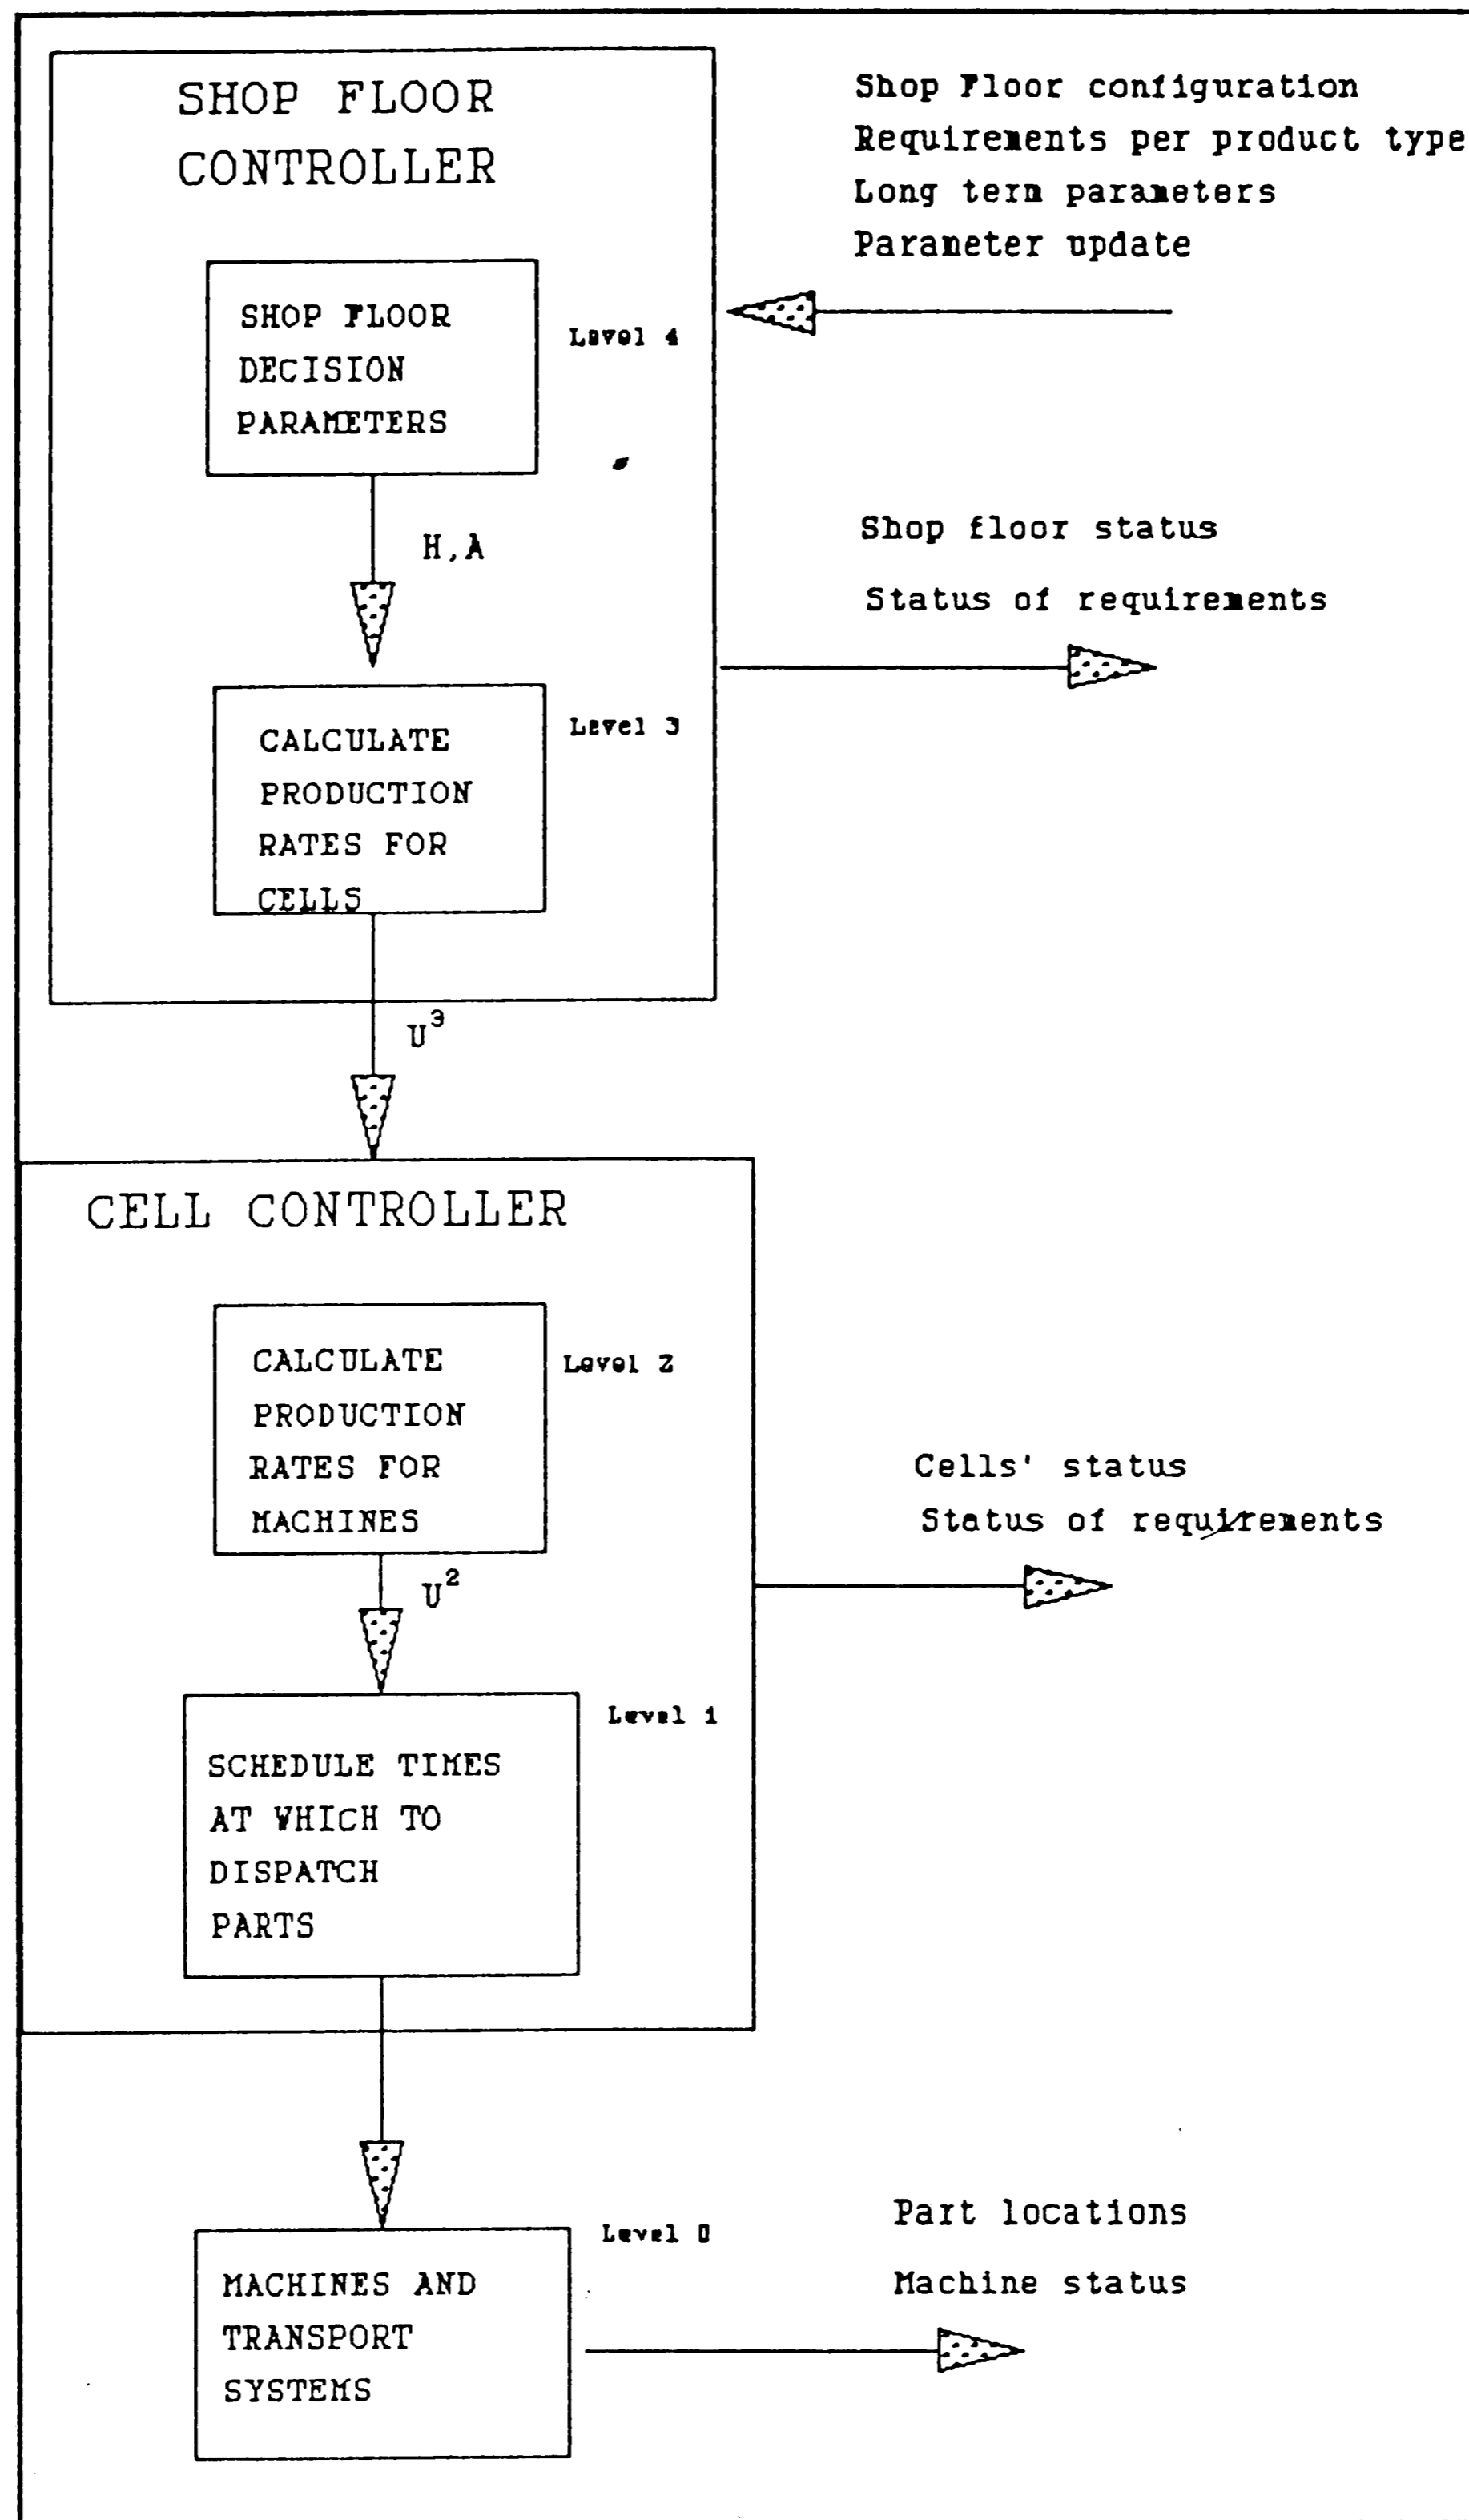 SHOP FLOOR
CONTROLLER
Shop Floor configuration
Requirements per product type
Long term parameters
Parameter update
SHOP FLOOR
DECISION
PARAMETERS
Level 4
H,A
Shop floor status
Status of requirements
CALCULATE
PRODUCTION
RATES FOR
CELLS
Level 3
U³
CELL CONTROLLER
CALCULATE
PRODUCTION
RATES FOR
MACHINES
Level 2
U²
Cells' status
Status of requirements
SCHEDULE TIMES
AT WHICH TO
DISPATCH
PARTS
Level 1
MACHINES AND
TRANSPORT
SYSTEMS
Level 0
Part locations
Machine status